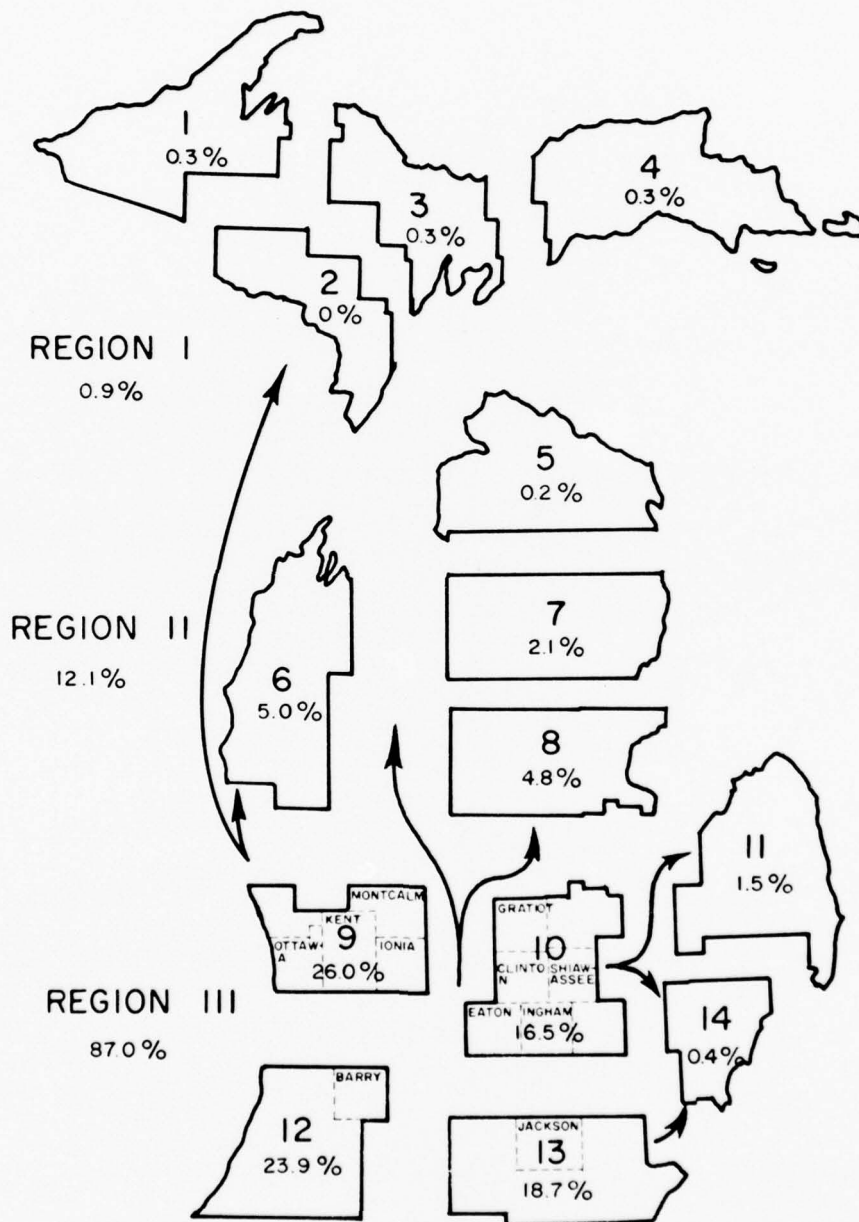 1
0.3%
3
0.3%
4
0.3%
2
0%
REGION I
0.9%
5
0.2%
REGION II
12.1%
6
5.0%
7
2.1%
8
4.8%
11
1.5%
MONTCALM
KENT
9
OTTAW-
A
IONIA
26.0%
GRATIOT
10
CLINTO
N
SHIAW-
ASSEE
EATON
INGHAM
16.5%
REGION III
87.0%
14
0.4%
BARRY
12
23.9%
JACKSON
13
18.7%